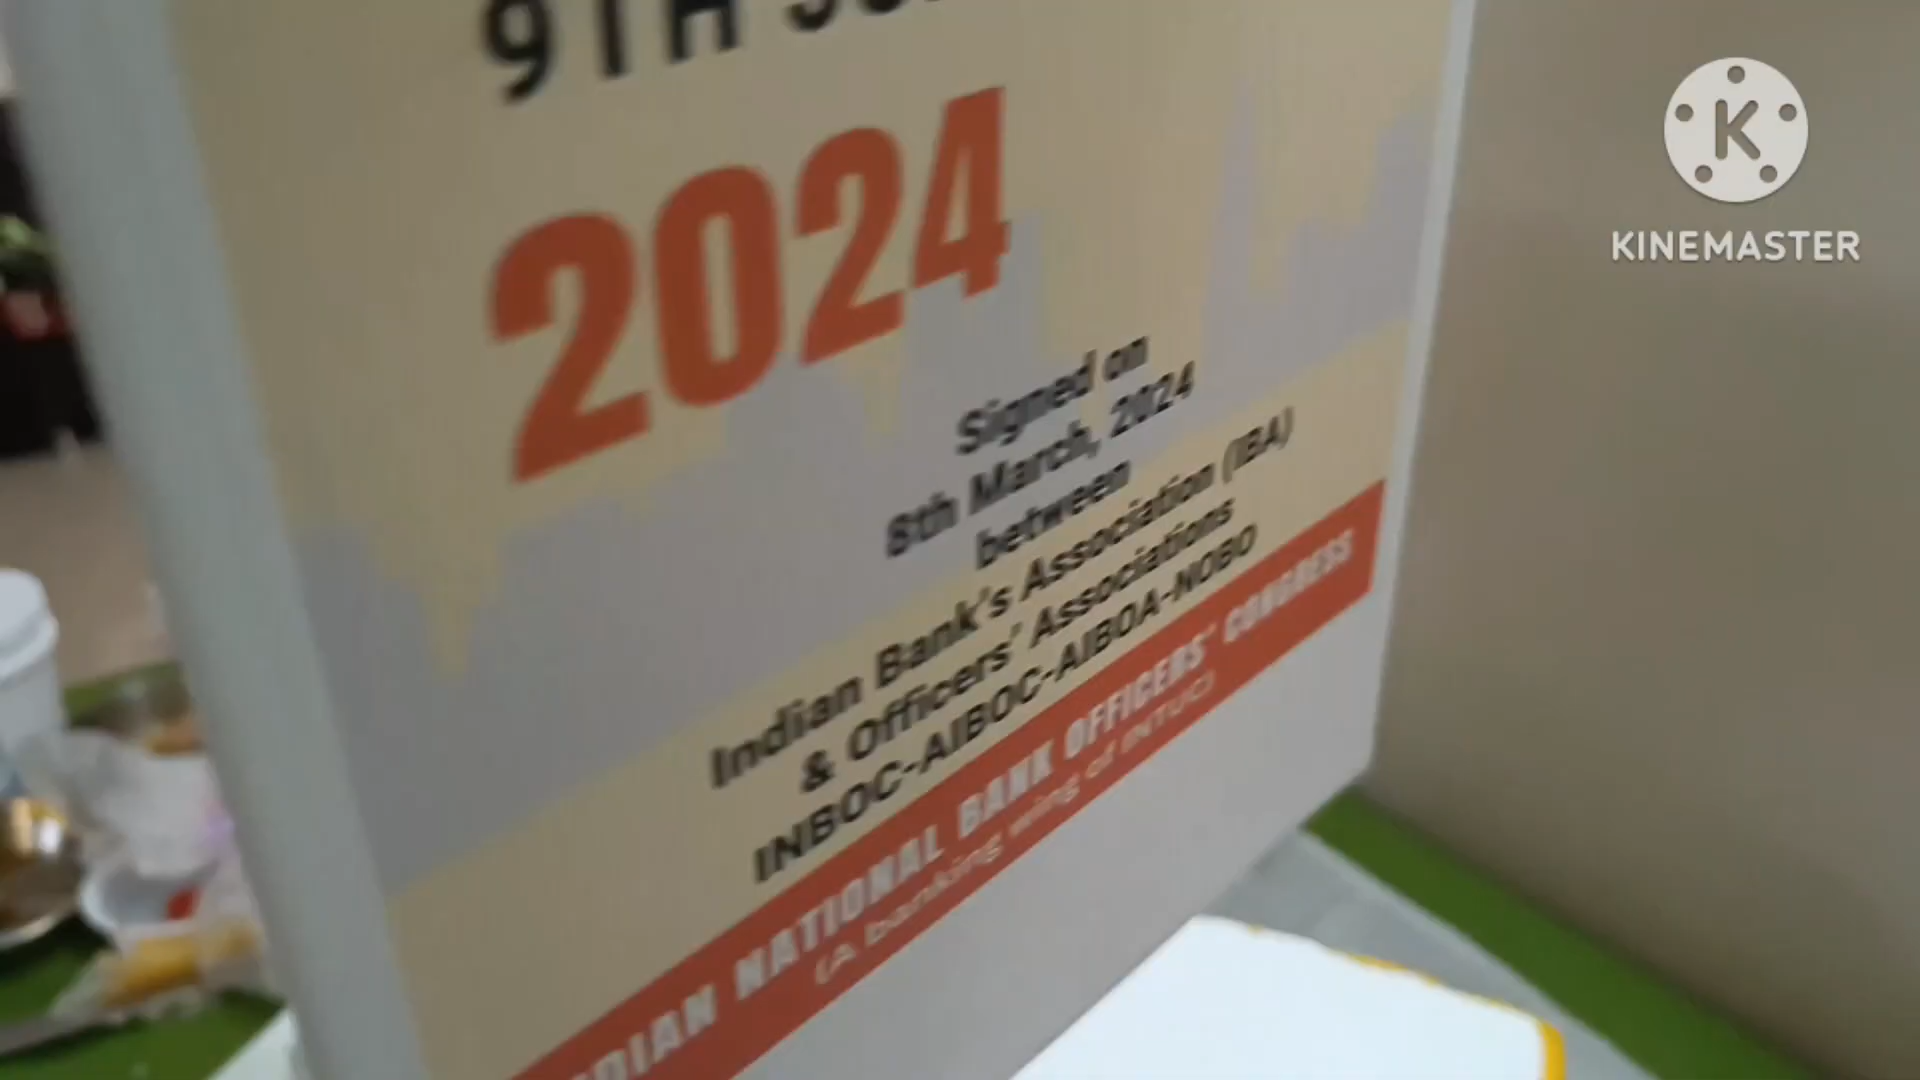 9TH
2024
Signed on
8th March, 2024
between
Indian Bank's Association (IBA)
& Officers' Associations
INBOC-AIBOC-AIBOA-NOBO
INDIAN NATIONAL BANK OFFICERS' CONGRESS
(A banking wing of INTUC)
K
KINEMASTER